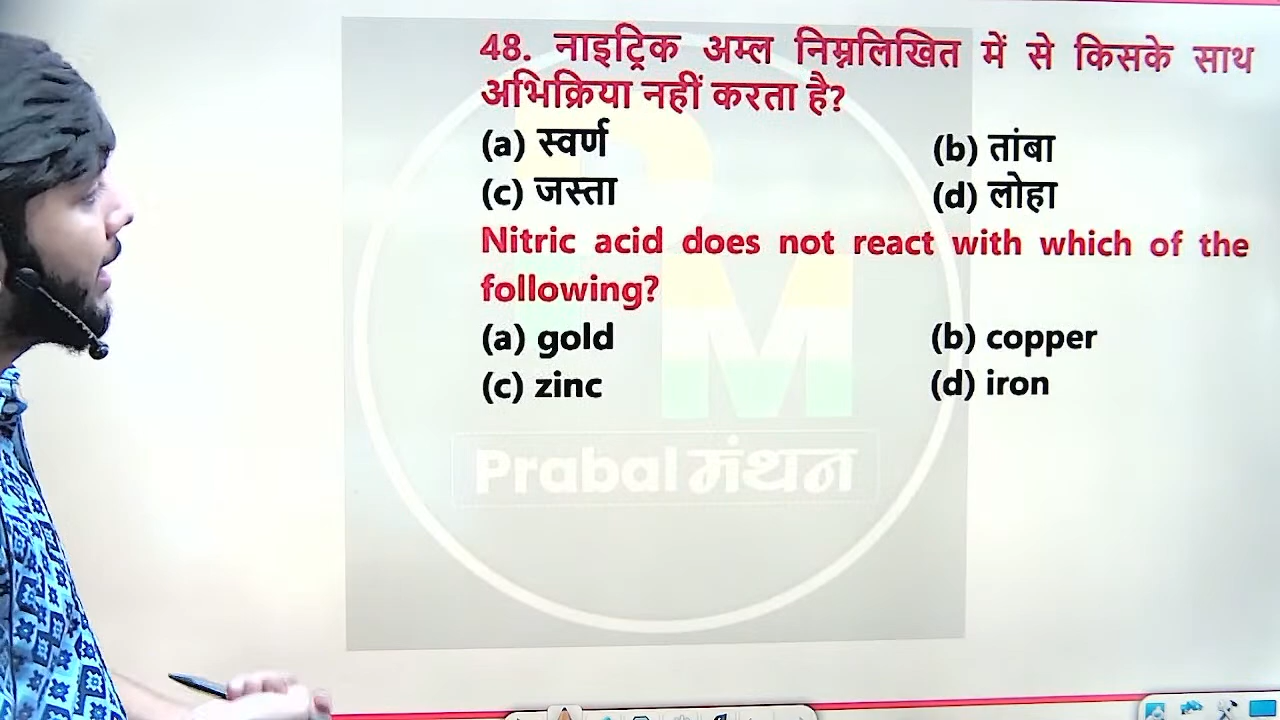 48. नाइट्रिक अम्ल निम्नलिखित में से किसके साथ
अभिक्रिया नहीं करता है?
(a) स्वर्ण (b) तांबा
(c) जस्ता (d) लोहा
Nitric acid does not react with which of the
following?
(a) gold (b) copper
(c) zinc (d) iron
PM
Prabal मंथन